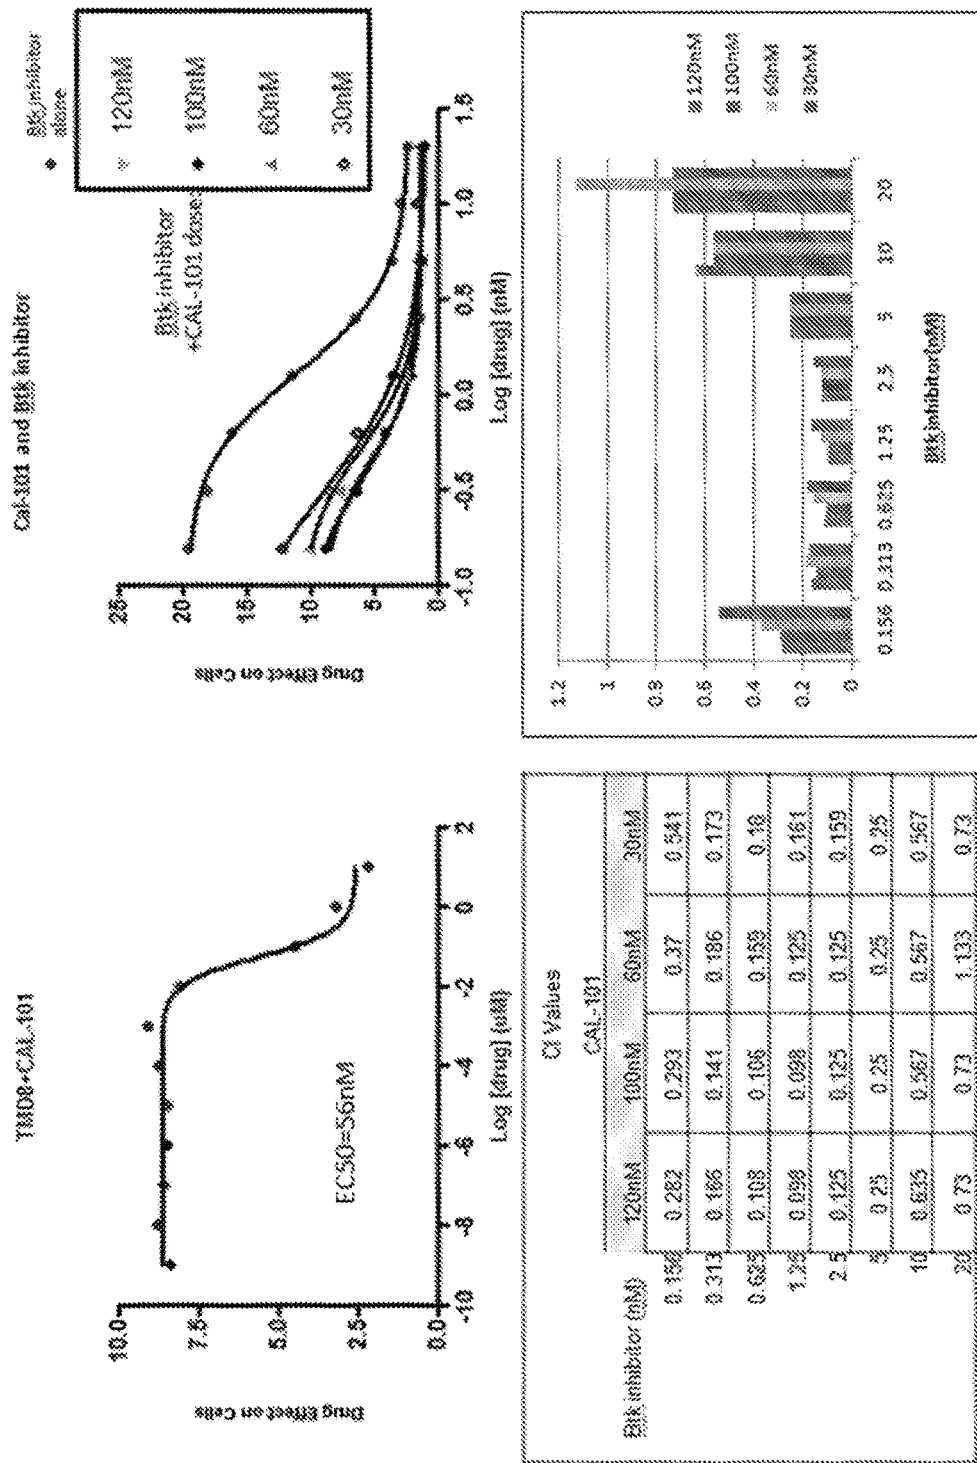 TMD8+CAL-101
Drug Effect on Cells
10.0
7.5
5.0
2.5
0.0
EC50=56nM
-10
-8
-6
-4
-2
0
2
Log [drug] (uM)
Cal-101 and Btk inhibitor
Drug Effect on Cells
25
20
15
10
5
0
-1.0
-0.5
0.0
0.5
1.0
1.5
Log [drug] (nM)
Btk inhibitor
alone
Btk inhibitor
+CAL-101 doses
120nM
100nM
60nM
30nM
CI Values
CAL-101
Btk inhibitor (nM)
120nM 100nM 60nM 30nM
0.156 0.282 0.293 0.37 0.541
0.313 0.166 0.141 0.186 0.173
0.625 0.108 0.106 0.159 0.18
1.25 0.098 0.098 0.125 0.161
2.5 0.125 0.125 0.125 0.159
5 0.25 0.25 0.25 0.25
10 0.635 0.567 0.567 0.567
20 0.73 0.73 1.133 0.73
1.2
1
0.8
0.6
0.4
0.2
0
0.156
0.313
0.625
1.25
2.5
5
10
20
Btk inhibitor(nM)
120nM
100nM
60nM
30nM